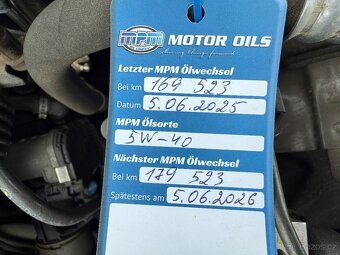 MPM MOTOR OILS
Letzter MPM Ölwechsel
Bei km 169 523
Datum 5.06.2025
MPM Ölsorte
5W-40
Nächster MPM Ölwechsel
Bei km 179 523
Spätestens am 5.06.2026